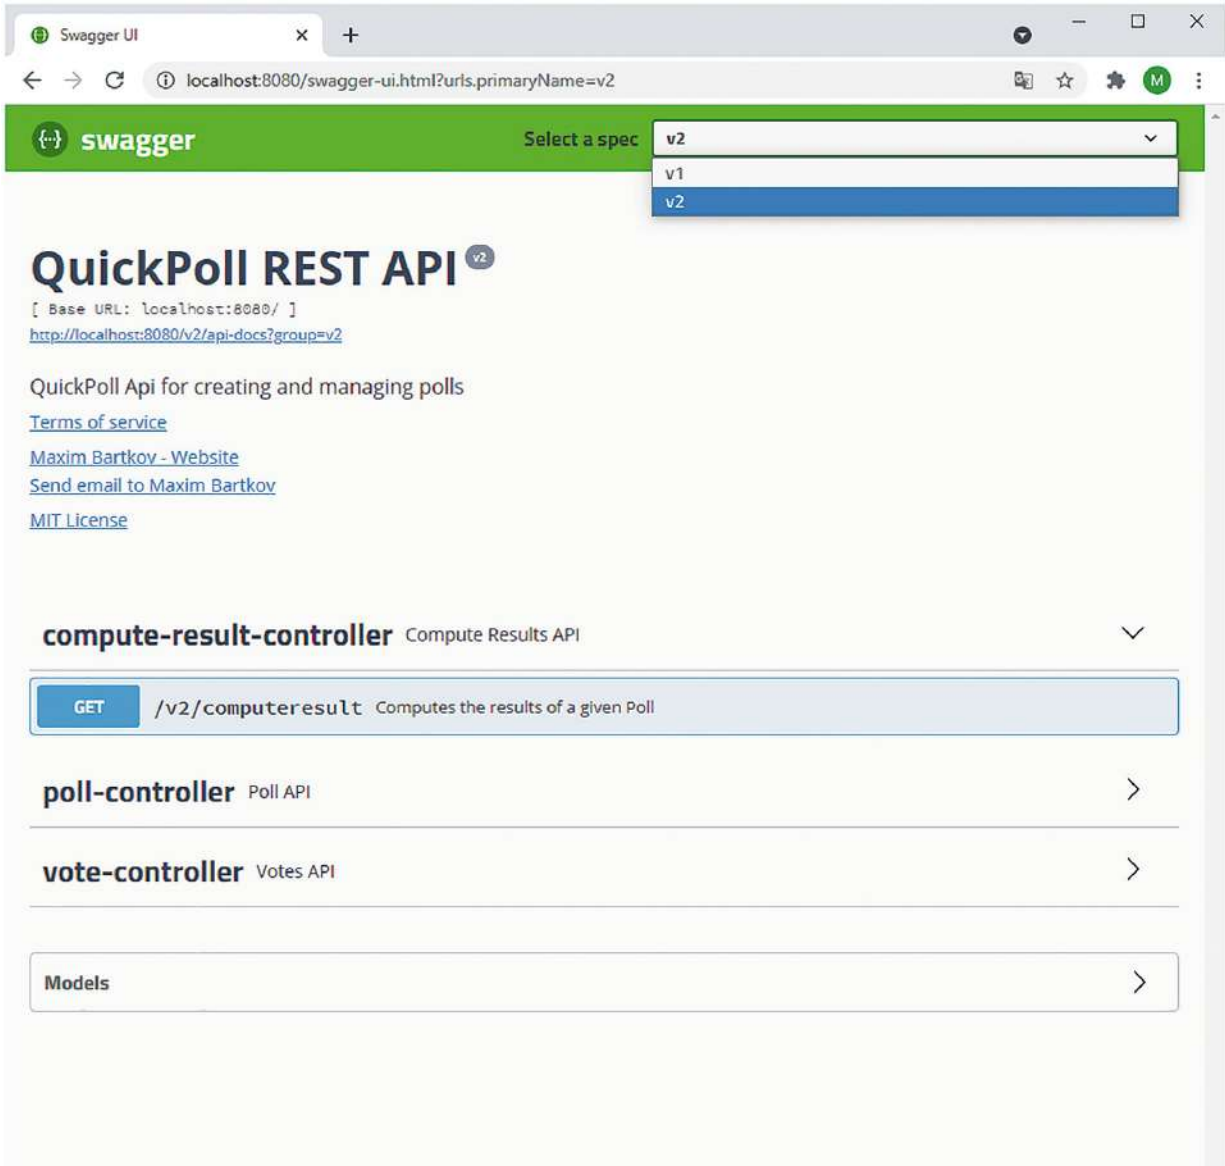 Swagger UI
localhost:8080/swagger-ui.html?urls.primaryName=v2
M
{···} swagger
Select a spec
v2
v1
v2
QuickPoll REST API v2
[ Base URL: localhost:8080/ ]
http://localhost:8080/v2/api-docs?group=v2
QuickPoll Api for creating and managing polls
Terms of service
Maxim Bartkov - Website
Send email to Maxim Bartkov
MIT License
compute-result-controller Compute Results API
GET /v2/computeresult Computes the results of a given Poll
poll-controller Poll API
vote-controller Votes API
Models